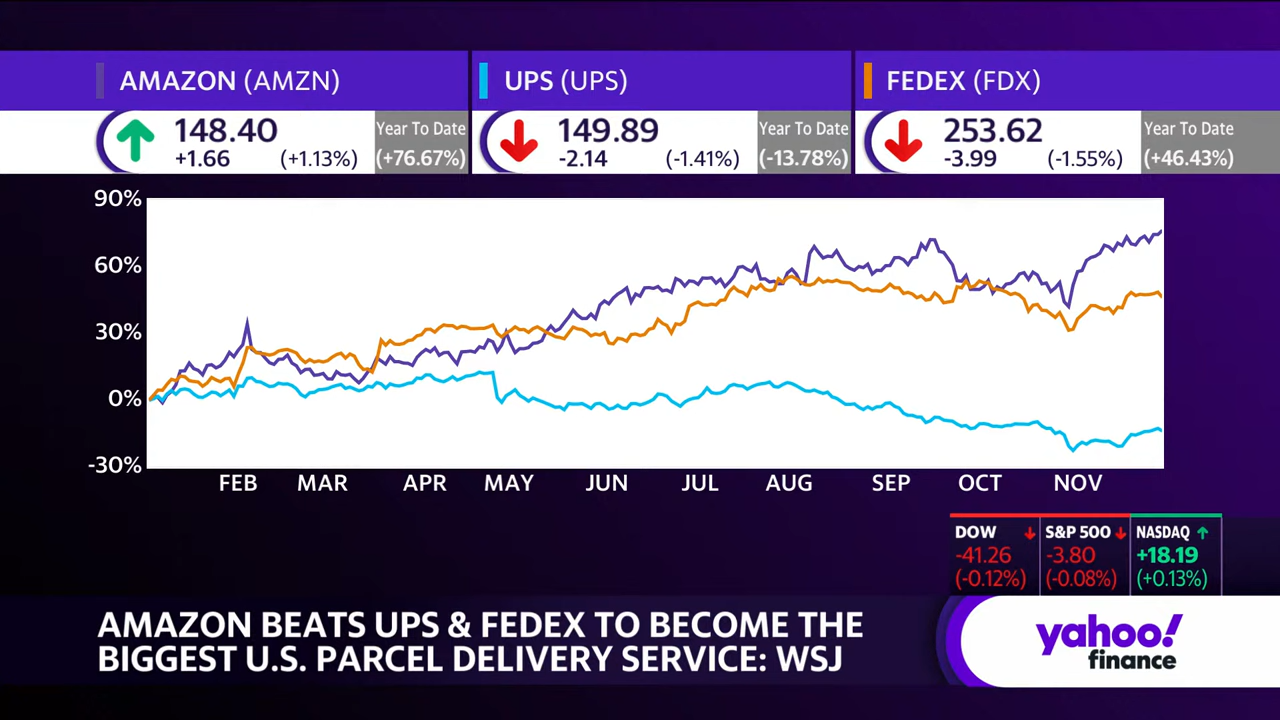 AMAZON (AMZN)
148.40
+1.66 (+1.13%)
Year To Date
(+76.67%)
UPS (UPS)
149.89
-2.14 (-1.41%)
Year To Date
(-13.78%)
FEDEX (FDX)
253.62
-3.99 (-1.55%)
Year To Date
(+46.43%)
90%
60%
30%
0%
-30%
FEB MAR APR MAY JUN JUL AUG SEP OCT NOV
DOW
-41.26
(-0.12%)
S&P 500
-3.80
(-0.08%)
NASDAQ
+18.19
(+0.13%)
AMAZON BEATS UPS & FEDEX TO BECOME THE
BIGGEST U.S. PARCEL DELIVERY SERVICE: WSJ
yahoo!
finance